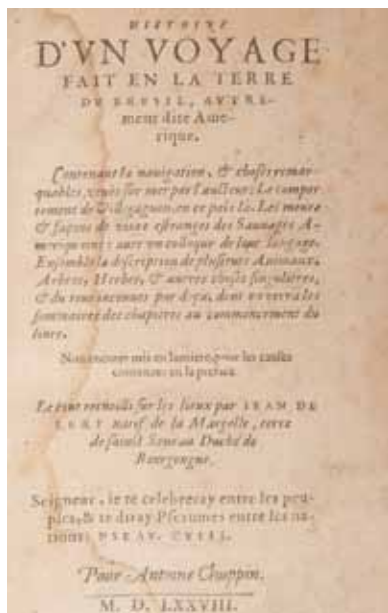 HISTOIRE
D'VN VOYAGE
FAIT EN LA TERRE
DV BRESIL, AVTRE-
ment dite Ame-
rique.
Contenant la nauigation, & choses remar-
quables, veuës sur mer par l'aucteur: Le compor
tement de Villegagnon, en ce païs là. Les meurs
& façons de viure estranges des Sauuages A-
meriquains: auec vn colloque de leur langage.
Ensemble la description de plusieurs Animaux,
Arbres, Herbes, & autres choses singulieres,
& du tout inconues par deça, dont on verra les
sommaires des chapitres au commencement du
liure.
Non encores mis en lumiere, pour les causes
contenues en la preface.
Le tout recueilli sur les lieux par IEAN DE
LERY natif de la Margelle, terre
de sainct Sene au Duché de
Bourgongne.
Seigneur, ie te celebreray entre les peu-
ples, & te diray Pseaumes entre les na-
tions. PSEAV. CVIII.
Pour Antoine Chuppin.
M. D. LXXVIII.